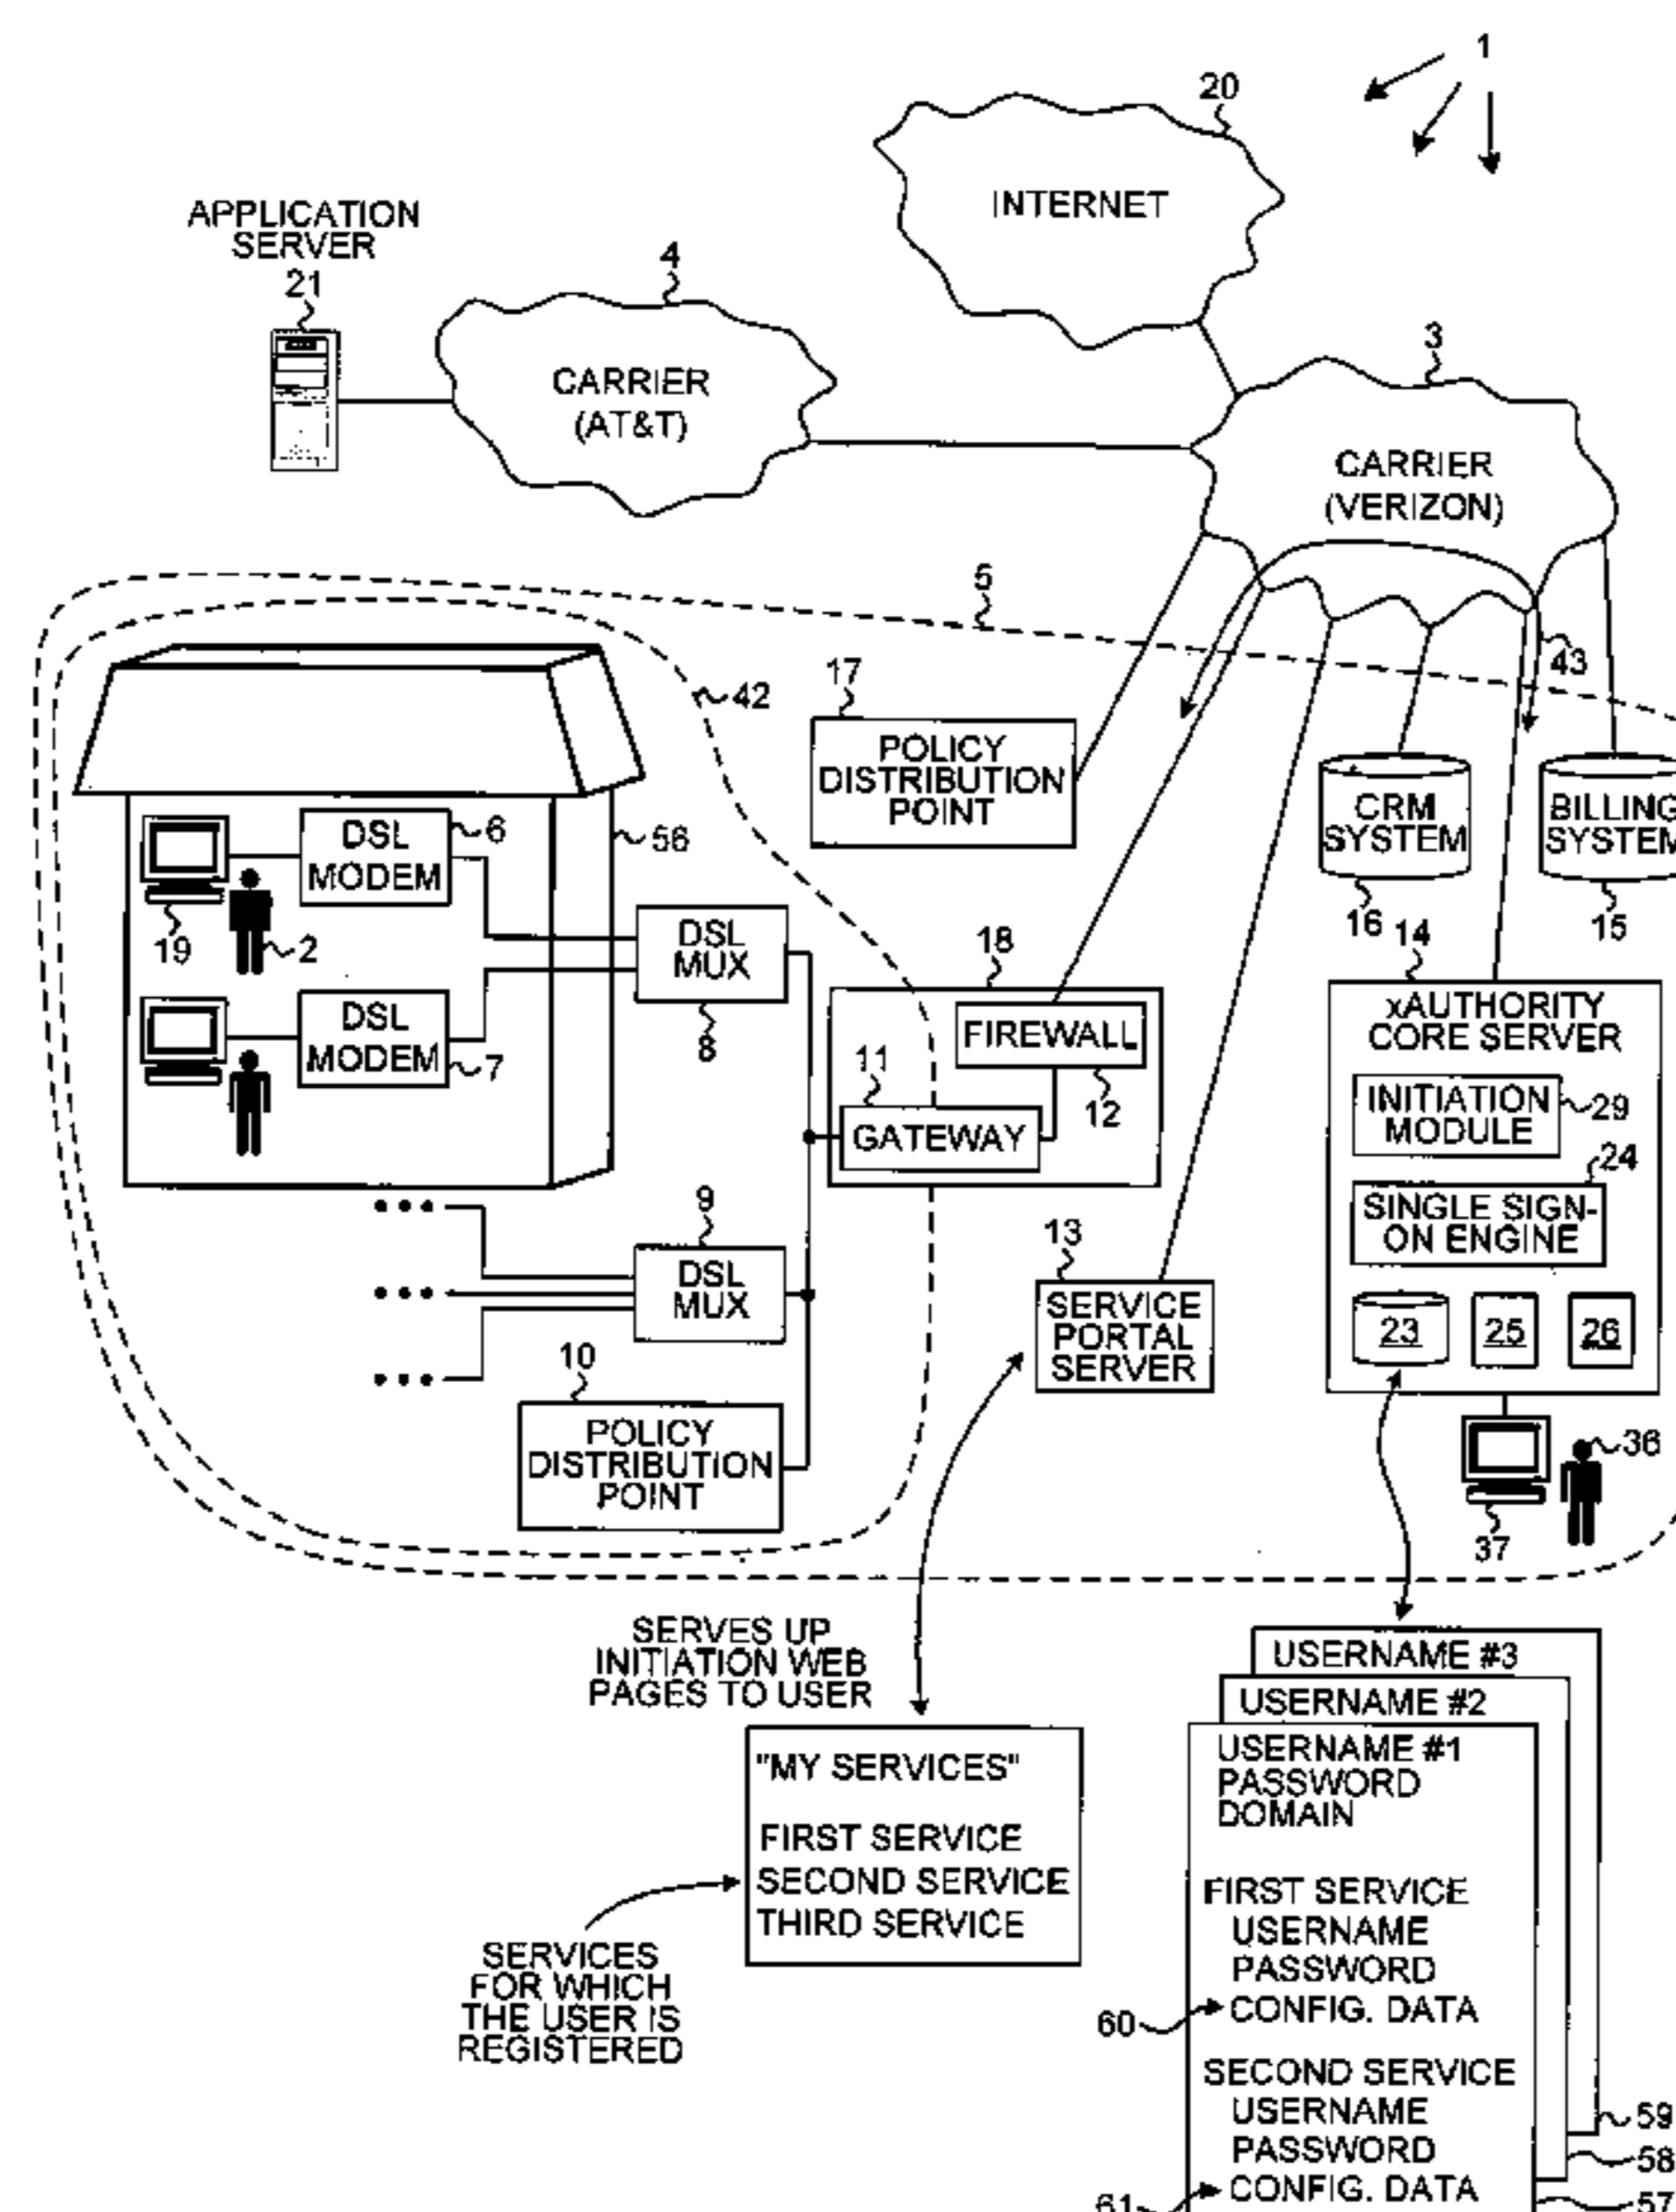 1
20
INTERNET
APPLICATION
SERVER
21
4
CARRIER
(AT&T)
3
CARRIER
(VERIZON)
5
43
42
17
POLICY
DISTRIBUTION
POINT
CRM
SYSTEM
16
BILLING
SYSTEM
15
DSL
MODEM
6
56
19
2
DSL
MUX
8
DSL
MODEM
7
18
FIREWALL
12
11
GATEWAY
14
xAUTHORITY
CORE SERVER
INITIATION
MODULE
29
24
SINGLE SIGN-
ON ENGINE
23
25
26
9
DSL
MUX
13
SERVICE
PORTAL
SERVER
10
POLICY
DISTRIBUTION
POINT
36
37
SERVES UP
INITIATION WEB
PAGES TO USER
"MY SERVICES"
FIRST SERVICE
SECOND SERVICE
THIRD SERVICE
SERVICES
FOR WHICH
THE USER IS
REGISTERED
USERNAME #3
USERNAME #2
USERNAME #1
PASSWORD
DOMAIN
FIRST SERVICE
USERNAME
PASSWORD
60 CONFIG. DATA
SECOND SERVICE
USERNAME
PASSWORD
61 CONFIG. DATA
59
58
57